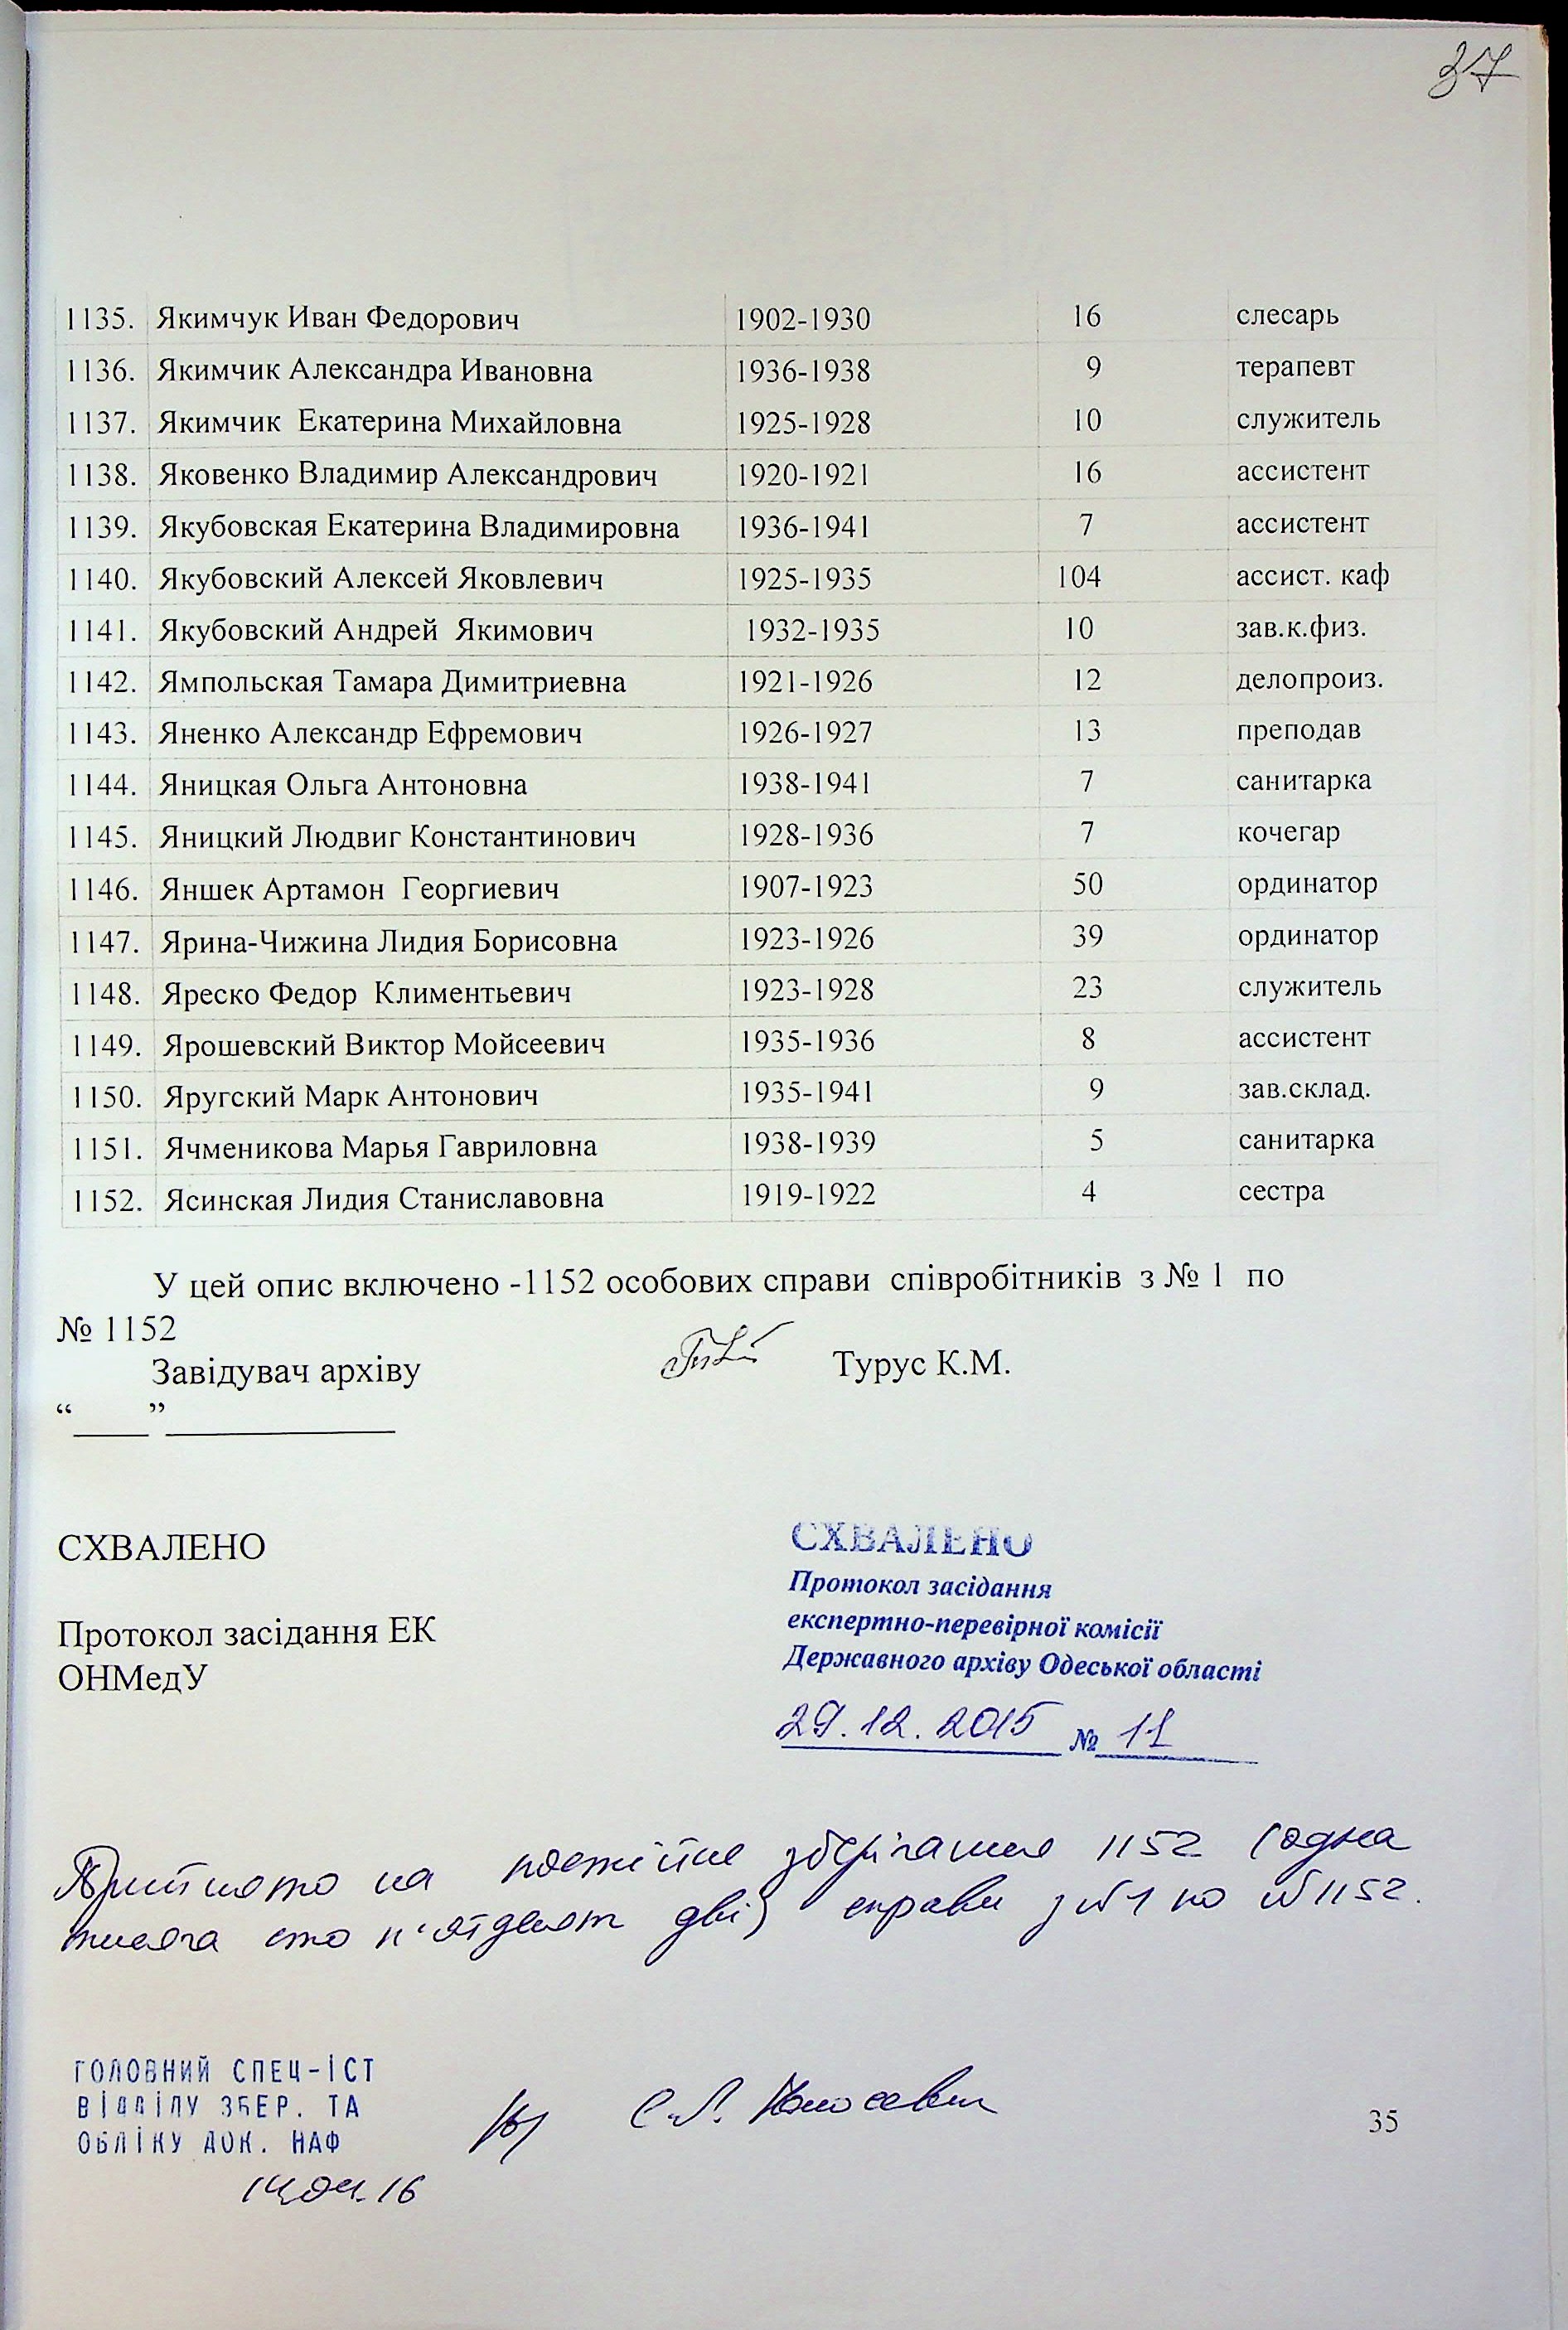 37
1135. Якимчук Иван Федорович 1902-1930 16 слесарь
1136. Якимчик Александра Ивановна 1936-1938 9 терапевт
1137. Якимчик Екатерина Михайловна 1925-1928 10 служитель
1138. Яковенко Владимир Александрович 1920-1921 16 ассистент
1139. Якубовская Екатерина Владимировна 1936-1941 7 ассистент
1140. Якубовский Алексей Яковлевич 1925-1935 104 ассист. каф
1141. Якубовский Андрей Якимович 1932-1935 10 зав.к.физ.
1142. Ямпольская Тамара Димитриевна 1921-1926 12 делопроиз.
1143. Яненко Александр Ефремович 1926-1927 13 преподав
1144. Яницкая Ольга Антоновна 1938-1941 7 санитарка
1145. Яницкий Людвиг Константинович 1928-1936 7 кочегар
1146. Яншек Артамон Георгиевич 1907-1923 50 ординатор
1147. Ярина-Чижина Лидия Борисовна 1923-1926 39 ординатор
1148. Яреско Федор Климентьевич 1923-1928 23 служитель
1149. Ярошевский Виктор Мойсеевич 1935-1936 8 ассистент
1150. Яругский Марк Антонович 1935-1941 9 зав.склад.
1151. Ячменикова Марья Гавриловна 1938-1939 5 санитарка
1152. Ясинская Лидия Станиславовна 1919-1922 4 сестра
У цей опис включено -1152 особових справи співробітників з № 1 по
№ 1152
Завідувач архіву Турус К.М.
“____” ____________
СХВАЛЕНО
Протокол засідання ЕК
ОНМедУ
СХВАЛЕНО
Протокол засідання
експертно-перевірної комісії
Державного архіву Одеської області
29.12.2015 № 11
Прийнято на постійне зберігання 1152 (одна
тисяча сто п'ятдесят дві) справи з №1 по №1152.
ГОЛОВНИЙ СПЕЦ-ІСТ
ВІДДІЛУ ЗБЕР. ТА
ОБЛІКУ ДОК. НАФ
С.Л.
14.04.16
35